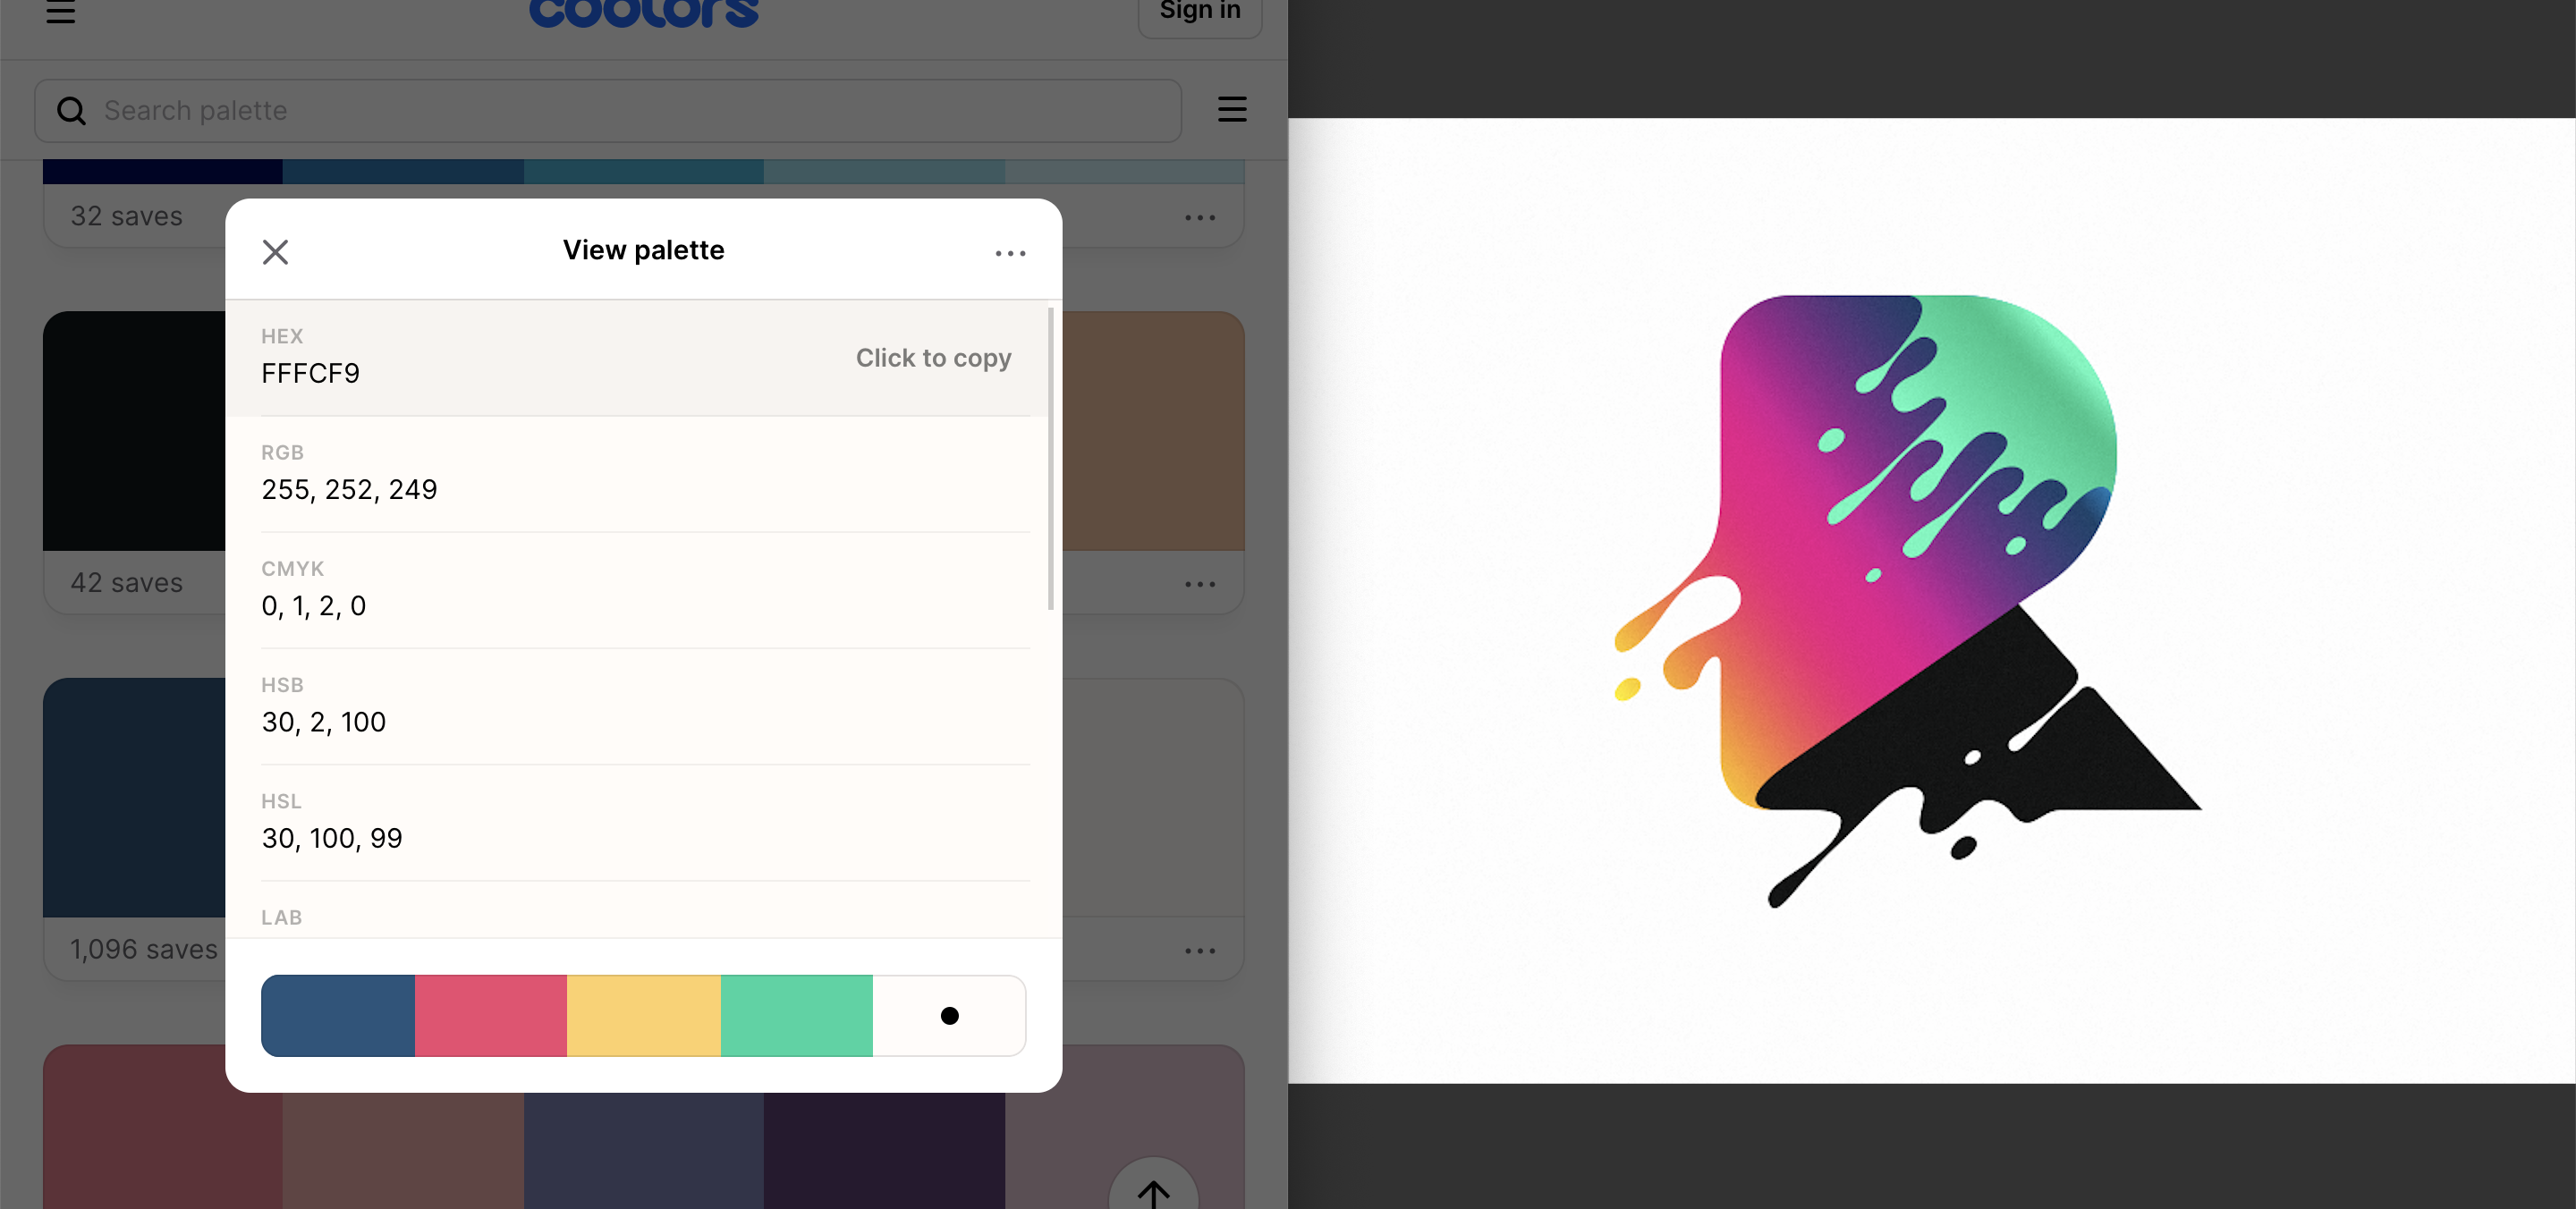 coolors
Sign in
Search palette
32 saves
View palette
HEX
FFFCF9
Click to copy
RGB
255, 252, 249
CMYK
0, 1, 2, 0
HSB
30, 2, 100
HSL
30, 100, 99
LAB
42 saves
1,096 saves